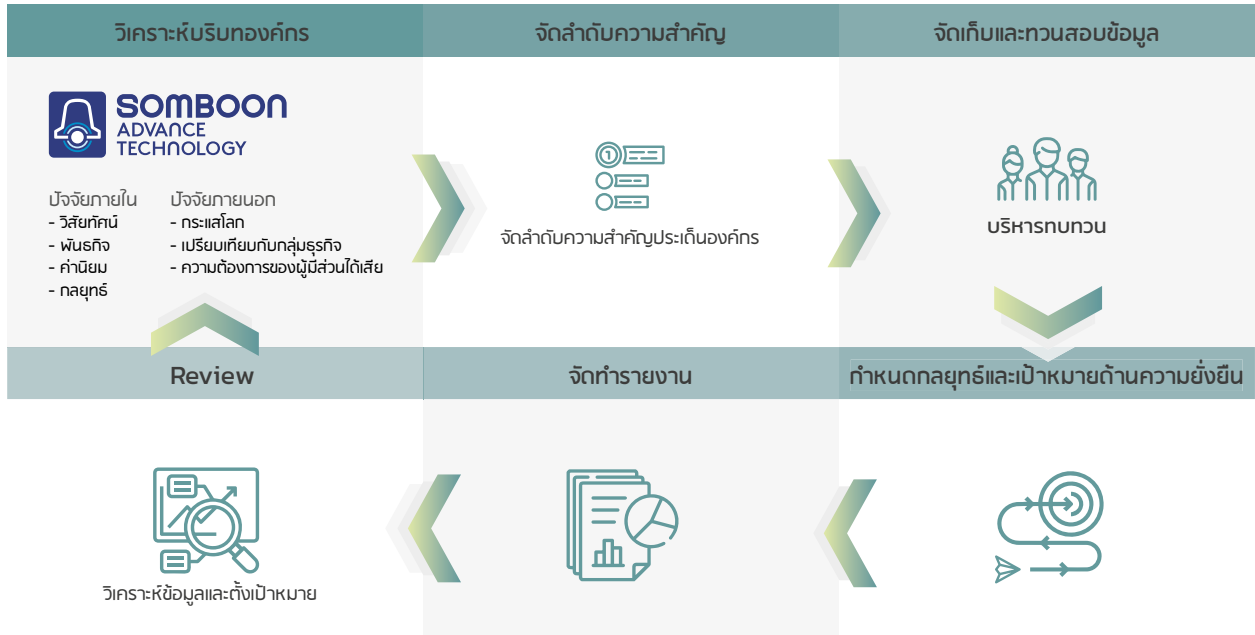 วิเคราะห์บริบทองค์กร
จัดลำดับความสำคัญ
จัดเก็บและทวนสอบข้อมูล
SOMBOON
ADVANCE
TECHNOLOGY
ปัจจัยภายใน
- วิสัยทัศน์
- พันธกิจ
- ค่านิยม
- กลยุทธ์
ปัจจัยภายนอก
- กระแสโลก
- เปรียบเทียบกับกลุ่มธุรกิจ
- ความต้องการของผู้มีส่วนได้เสีย
1
จัดลำดับความสำคัญประเด็นองค์กร
บริหารทบทวน
Review
จัดทำรายงาน
กำหนดกลยุทธ์และเป้าหมายด้านความยั่งยืน
วิเคราะห์ข้อมูลและตั้งเป้าหมาย